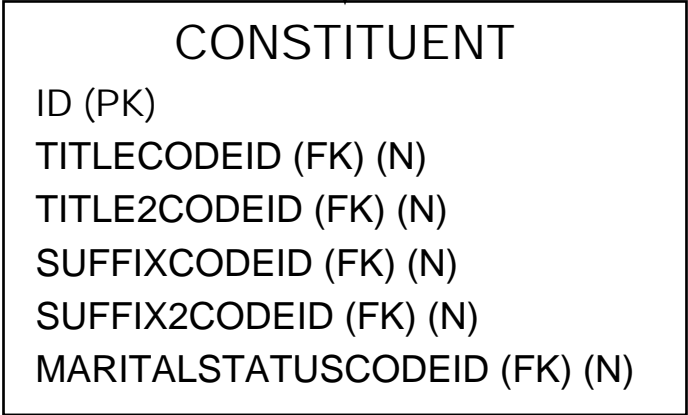 CONSTITUENT
ID (PK)
TITLECODEID (FK) (N)
TITLE2CODEID (FK) (N)
SUFFIXCODEID (FK) (N)
SUFFIX2CODEID (FK) (N)
MARITALSTATUSCODEID (FK) (N)